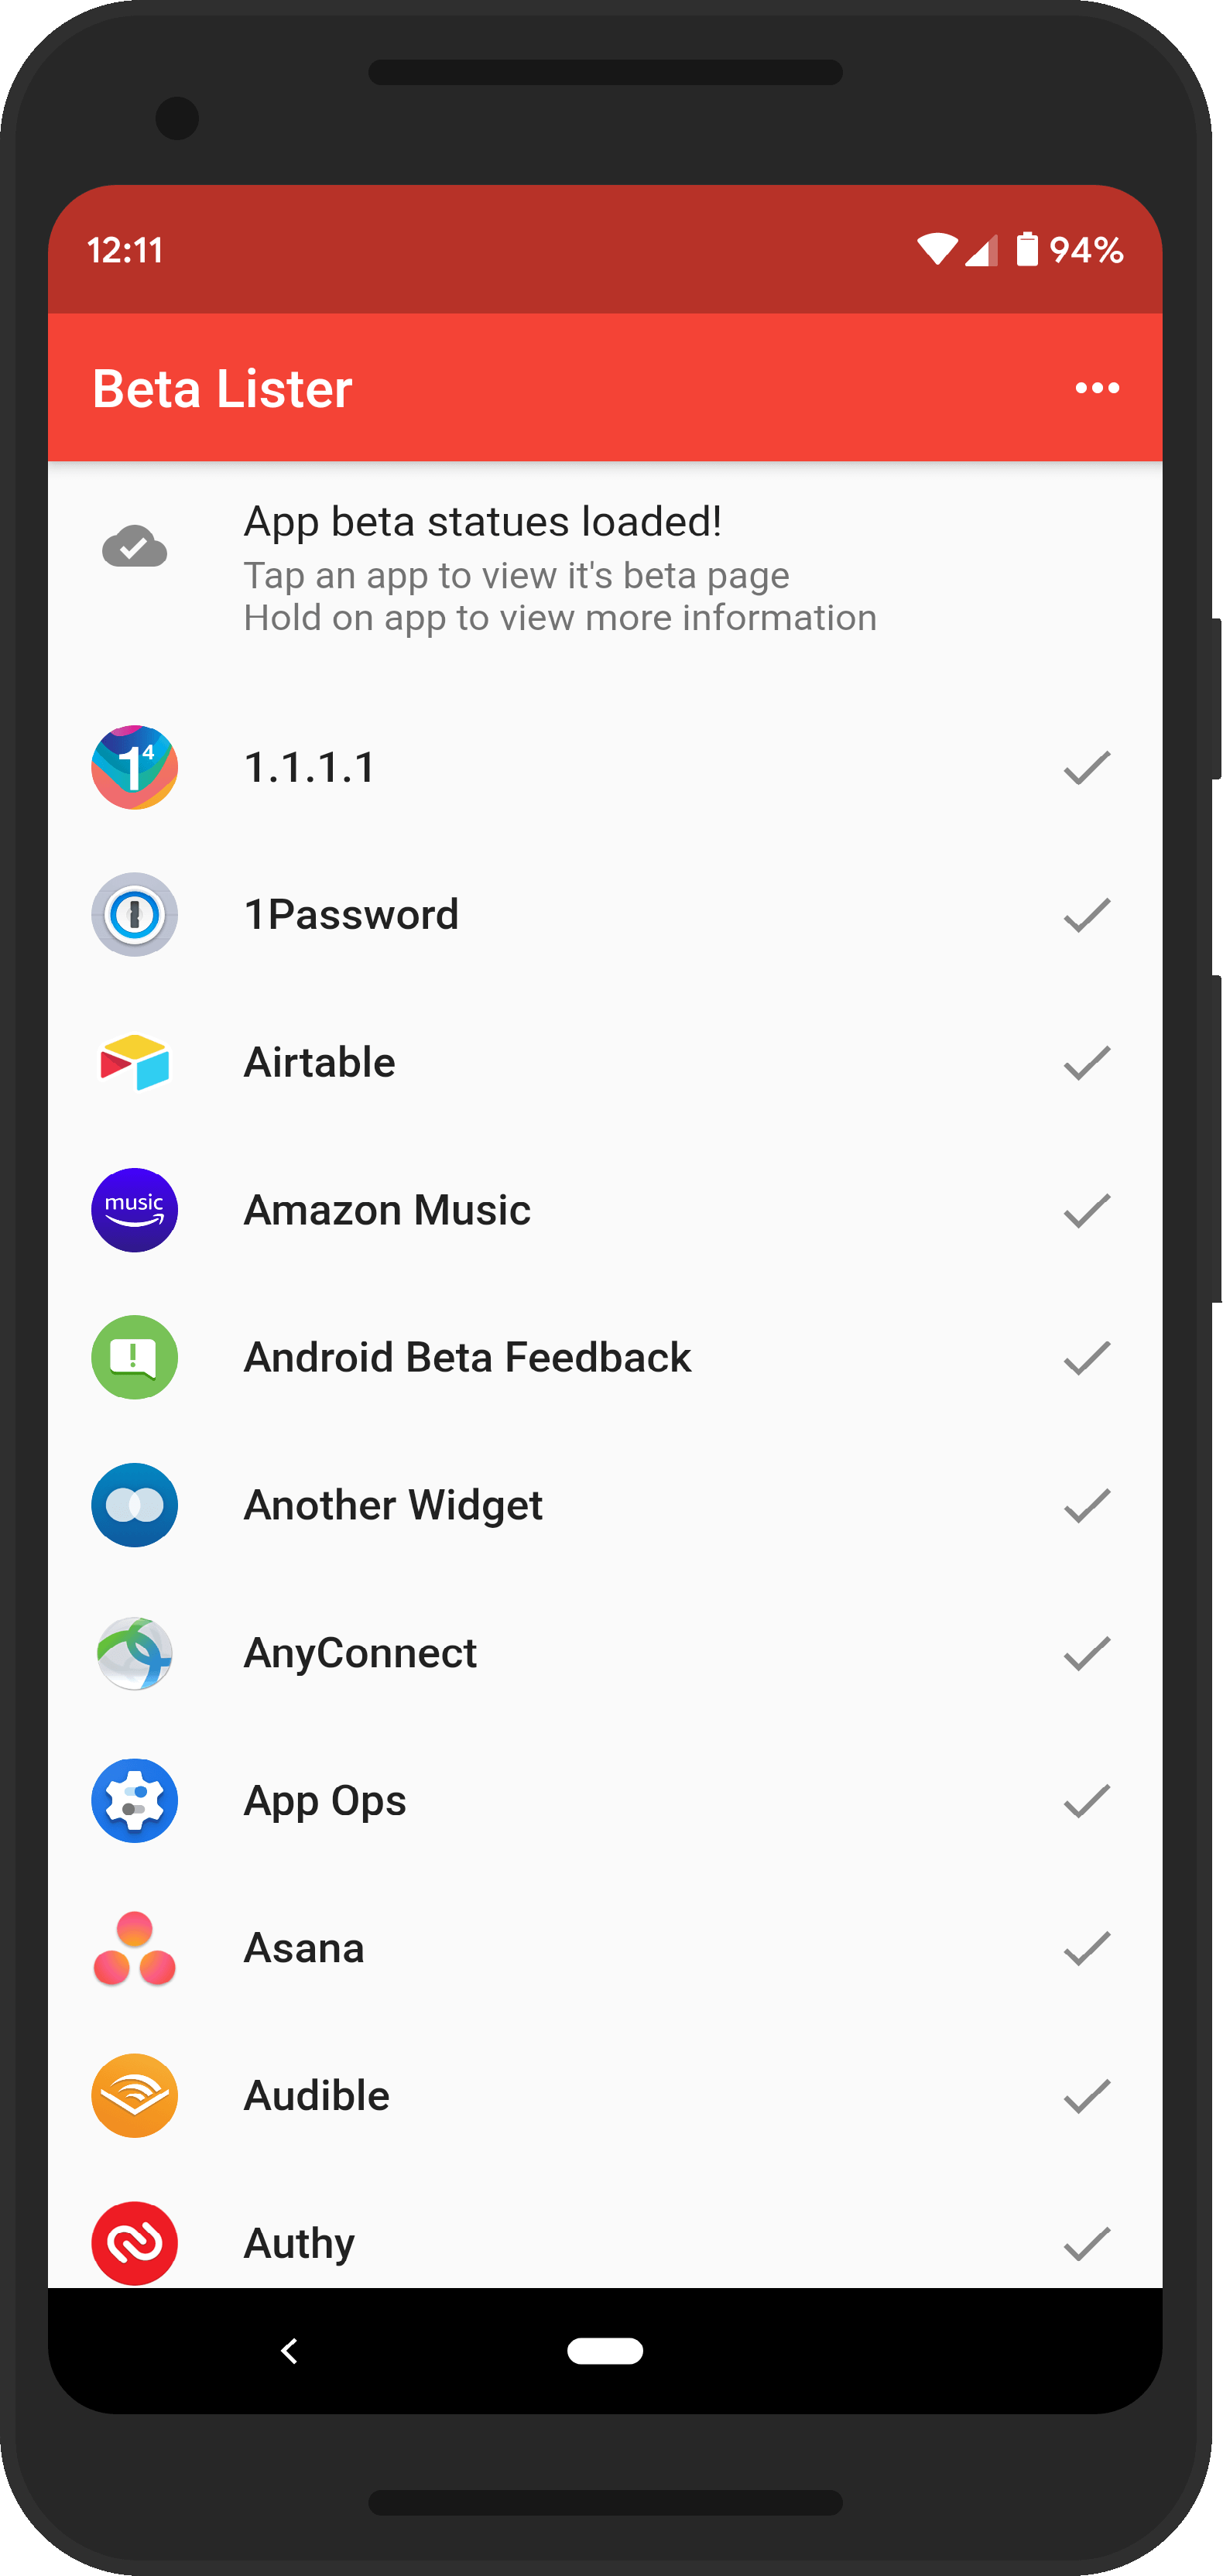 12:11 94%
Beta Lister
App beta statues loaded!
Tap an app to view it's beta page
Hold on app to view more information
1⁴ 1.1.1.1
1Password
Airtable
music Amazon Music
Android Beta Feedback
Another Widget
AnyConnect
App Ops
Asana
Audible
Authy